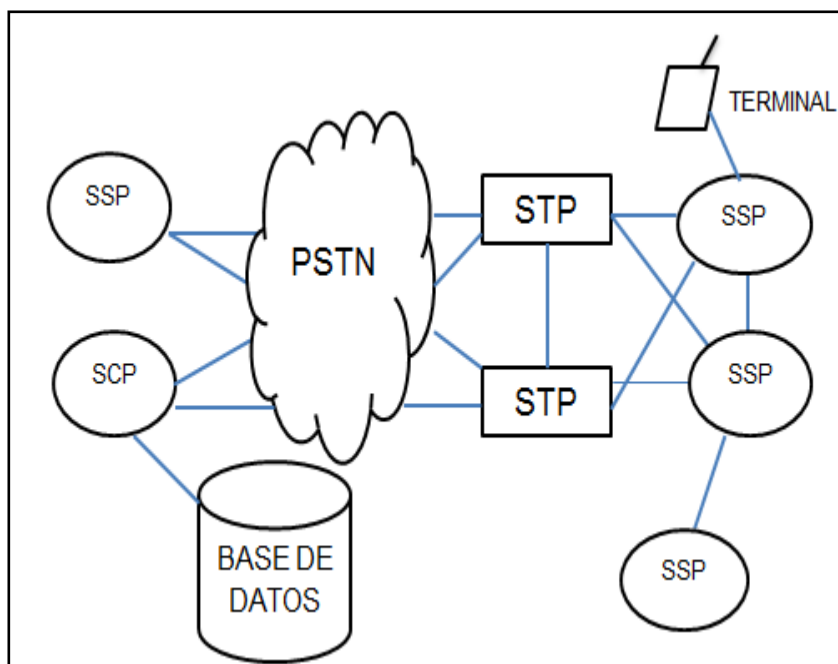 TERMINAL
SSP
STP
SSP
PSTN
SCP
STP
SSP
BASE DE
DATOS
SSP